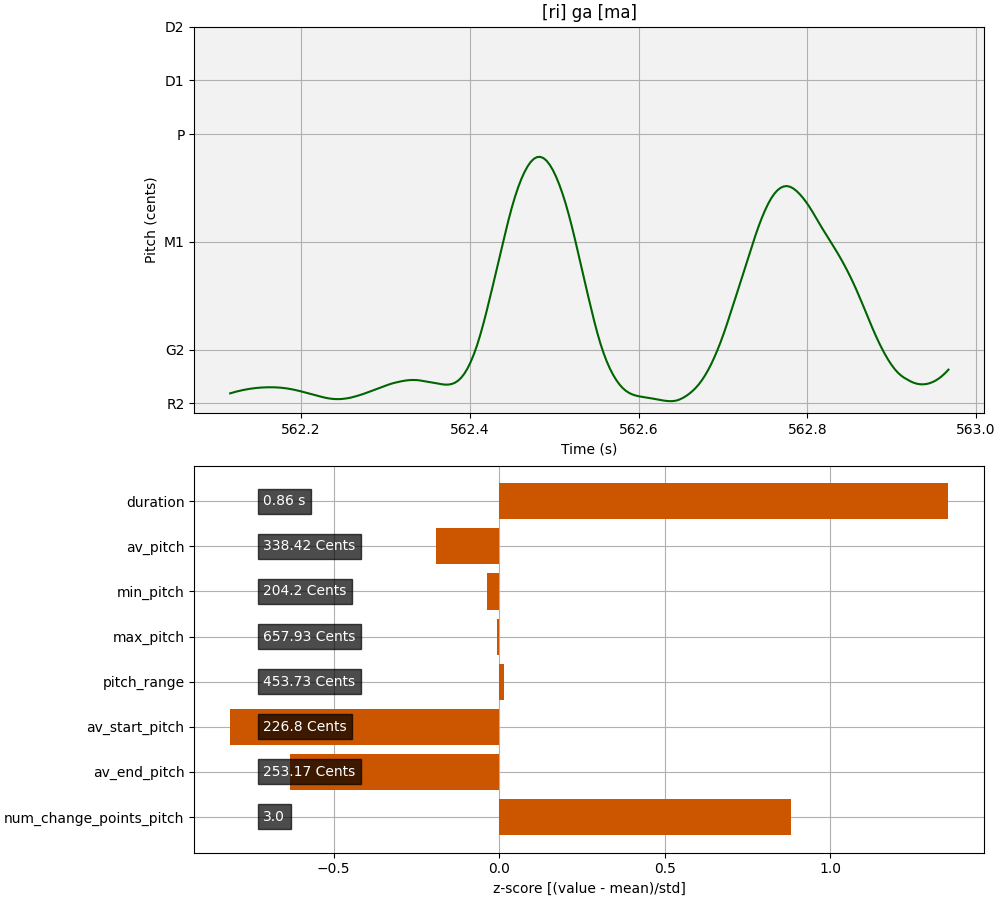 [ri] ga [ma]
D2
D1
P
M1
G2
R2
Pitch (cents)
562.2 562.4 562.6 562.8 563.0
Time (s)
duration 0.86 s
av_pitch 338.42 Cents
min_pitch 204.2 Cents
max_pitch 657.93 Cents
pitch_range 453.73 Cents
av_start_pitch 226.8 Cents
av_end_pitch 253.17 Cents
num_change_points_pitch 3.0
−0.5 0.0 0.5 1.0
z-score [(value - mean)/std]